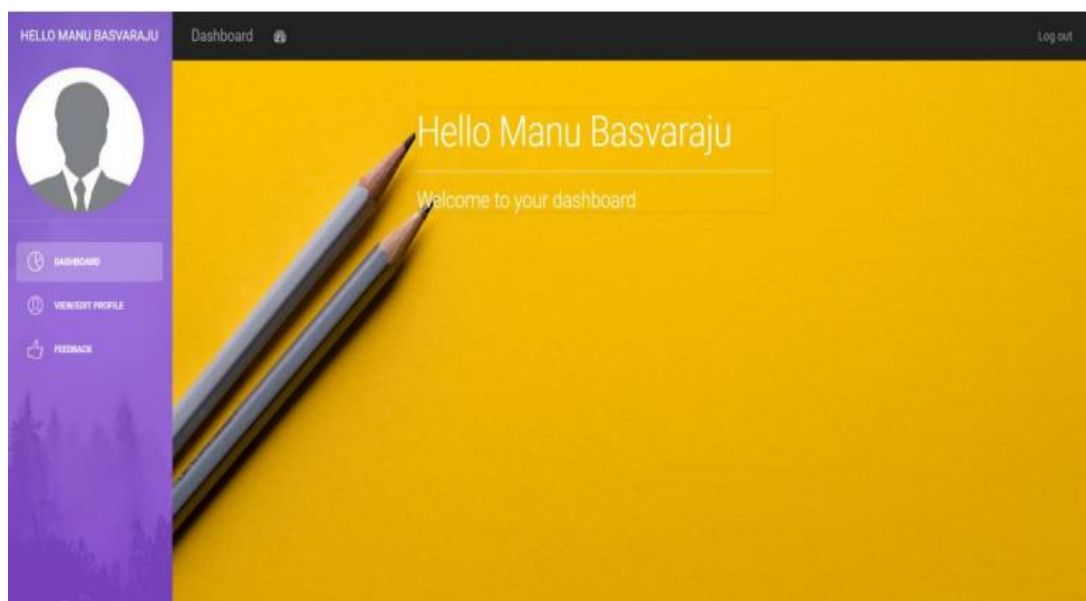 HELLO MANU BASVARAJU
Dashboard
Log out
Hello Manu Basvaraju
Welcome to your dashboard
DASHBOARD
VIEW/EDIT PROFILE
FEEDBACK